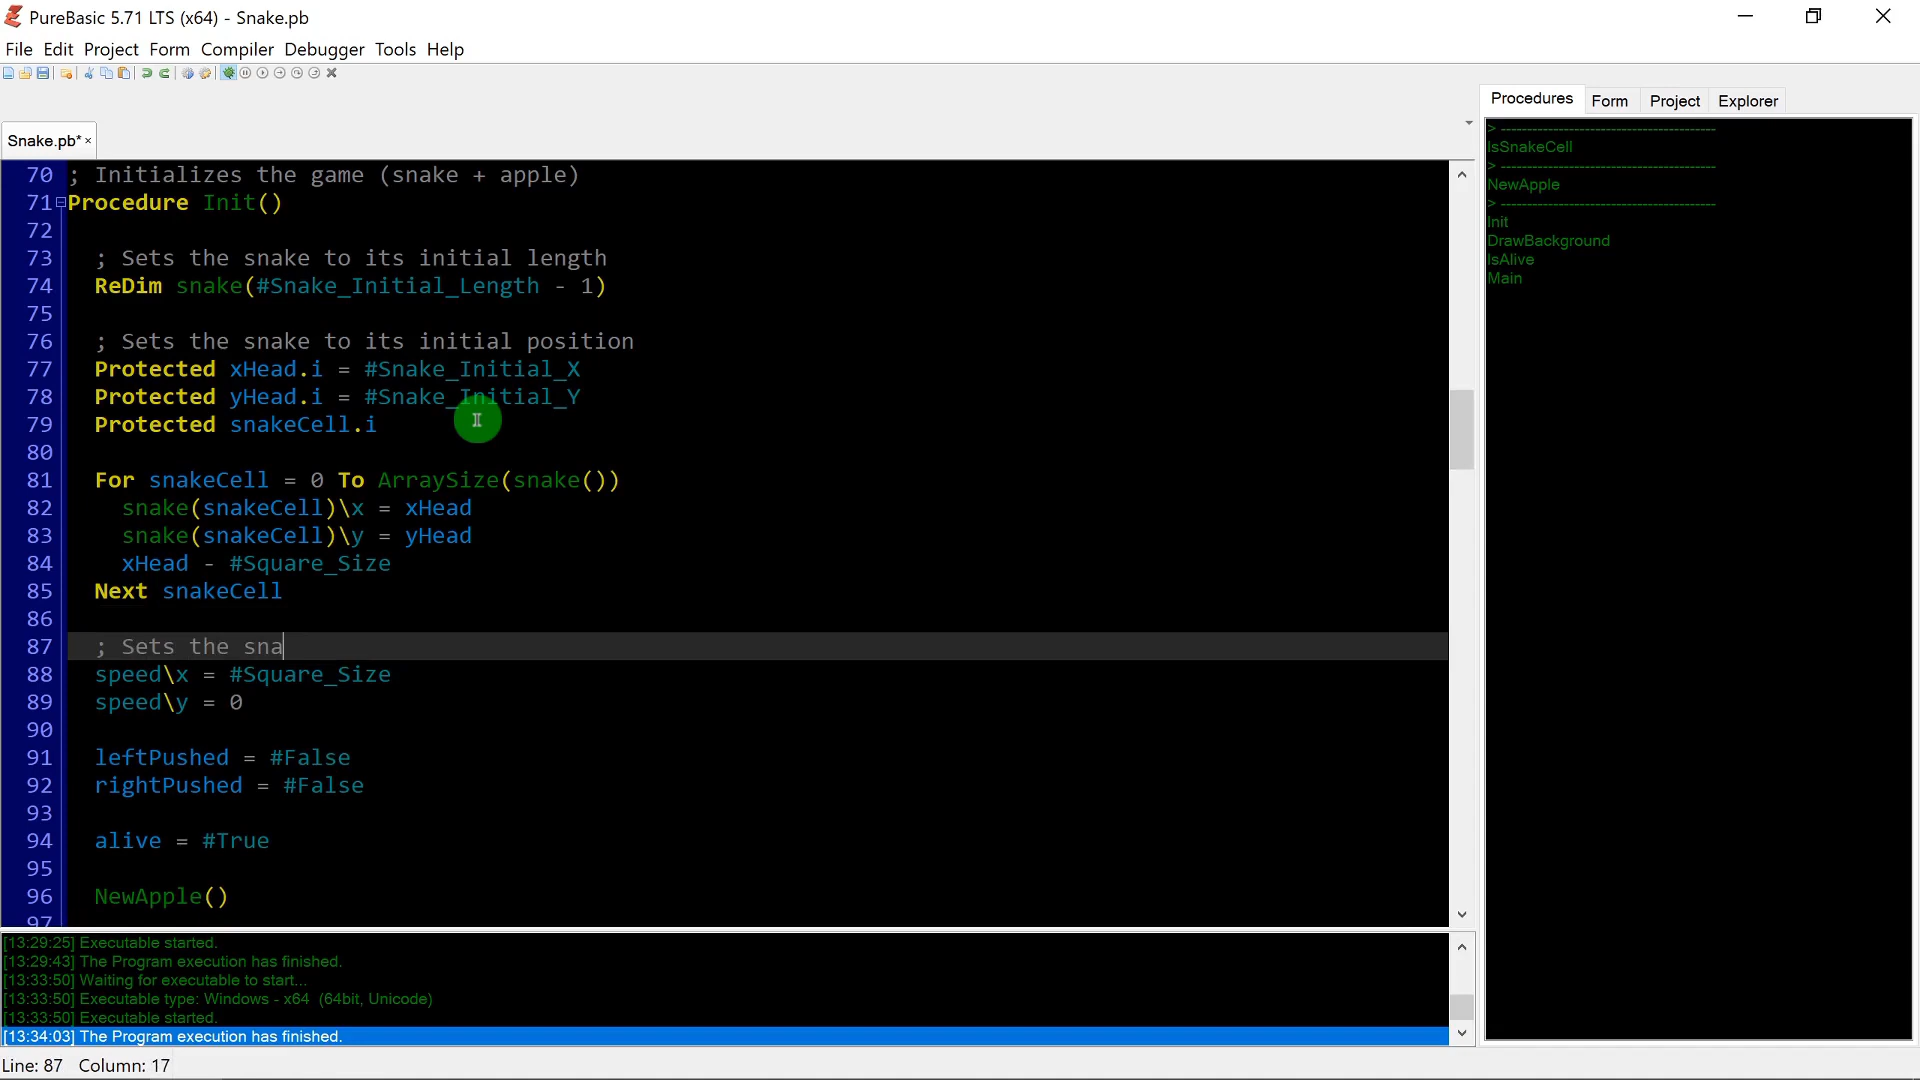 PureBasic 5.71 LTS (x64) - Snake.pb
File Edit Project Form Compiler Debugger Tools Help
Snake.pb*
70 ; Initializes the game (snake + apple)
71 Procedure Init()
72
73 ; Sets the snake to its initial length
74 ReDim snake(#Snake_Initial_Length - 1)
75
76 ; Sets the snake to its initial position
77 Protected xHead.i = #Snake_Initial_X
78 Protected yHead.i = #Snake_Initial_Y
79 Protected snakeCell.i
80
81 For snakeCell = 0 To ArraySize(snake())
82 snake(snakeCell)\x = xHead
83 snake(snakeCell)\y = yHead
84 xHead - #Square_Size
85 Next snakeCell
86
87 ; Sets the sna
88 speed\x = #Square_Size
89 speed\y = 0
90
91 leftPushed = #False
92 rightPushed = #False
93
94 alive = #True
95
96 NewApple()
97
[13:29:25] Executable started.
[13:29:43] The Program execution has finished.
[13:33:50] Waiting for executable to start...
[13:33:50] Executable type: Windows - x64 (64bit, Unicode)
[13:33:50] Executable started.
[13:34:03] The Program execution has finished.
Line: 87 Column: 17
Procedures Form Project Explorer
> ----------------------------------------
IsSnakeCell
> ----------------------------------------
NewApple
> ----------------------------------------
Init
DrawBackground
IsAlive
Main